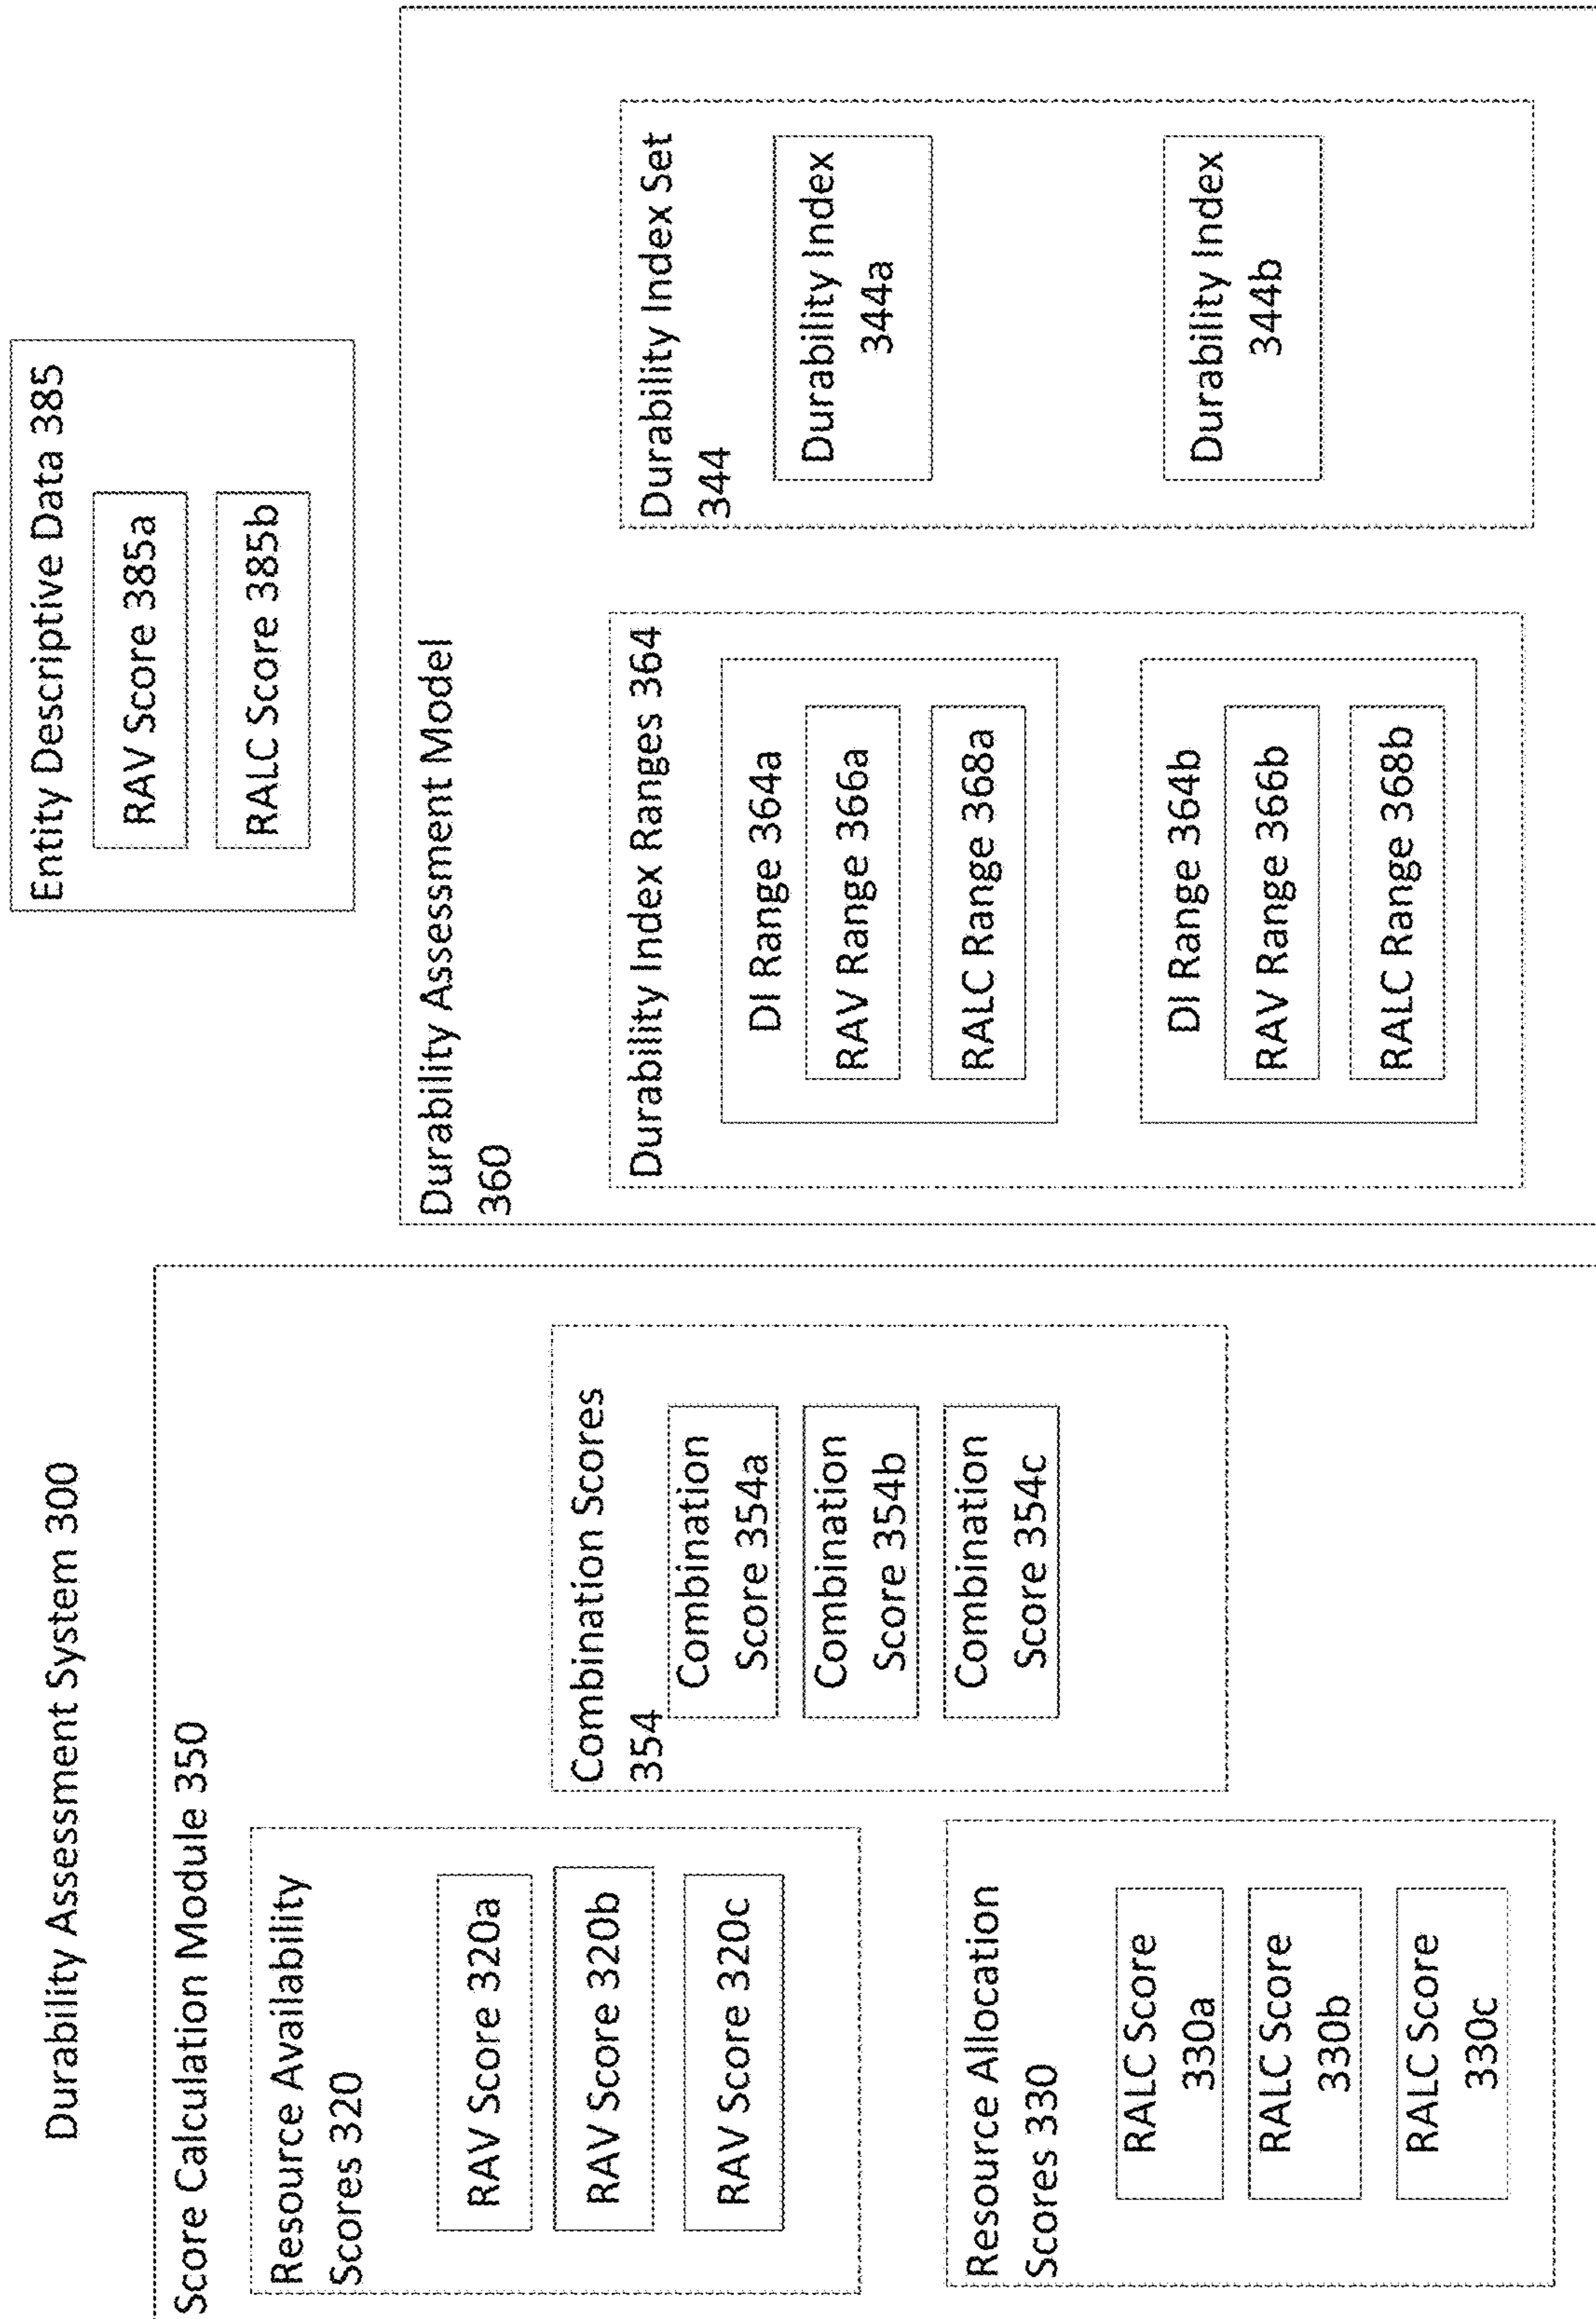 Durability Assessment System 300
Score Calculation Module 350
Resource Availability
Scores 320
RAV Score 320a
RAV Score 320b
RAV Score 320c
Resource Allocation
Scores 330
RALC Score
330a
RALC Score
330b
RALC Score
330c
Combination Scores
354
Combination
Score 354a
Combination
Score 354b
Combination
Score 354c
Entity Descriptive Data 385
RAV Score 385a
RALC Score 385b
Durability Assessment Model
360
Durability Index Ranges 364
DI Range 364a
RAV Range 366a
RALC Range 368a
DI Range 364b
RAV Range 366b
RALC Range 368b
Durability Index Set
344
Durability Index
344a
Durability Index
344b